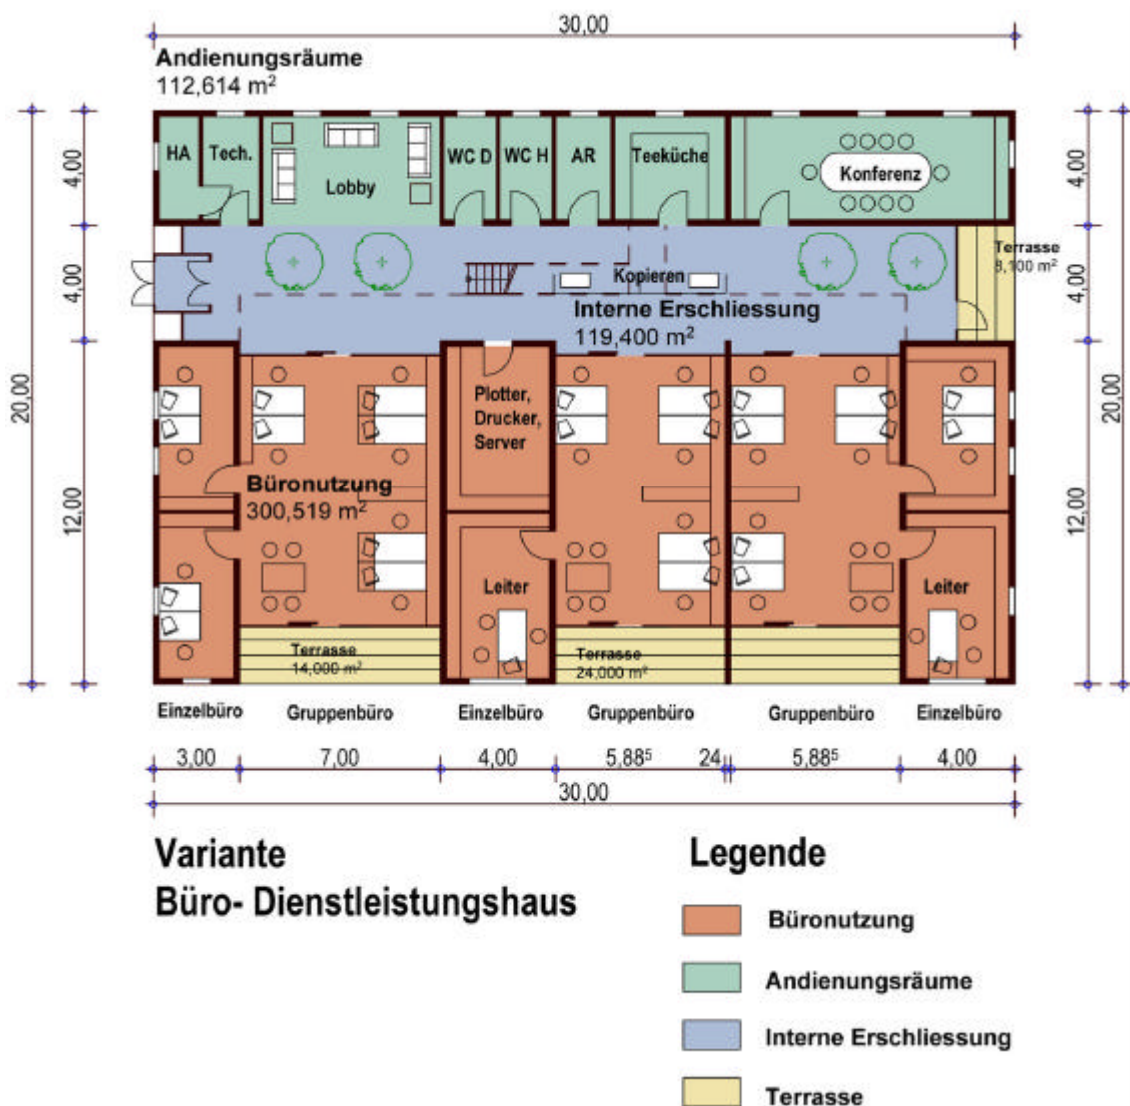 30,00
Andienungsräume
112,614 m²
HA
Tech.
Lobby
WC D
WC H
AR
Teeküche
Konferenz
4,00
4,00
4,00
4,00
Terrasse
8,100 m²
Kopieren
Interne Erschliessung
119,400 m²
20,00
20,00
12,00
12,00
Plotter,
Drucker,
Server
Büronutzung
300,519 m²
Leiter
Leiter
Terrasse
14,000 m²
Terrasse
24,000 m²
Einzelbüro
Gruppenbüro
Einzelbüro
Gruppenbüro
Gruppenbüro
Einzelbüro
3,00
7,00
4,00
5,88⁵
24
5,88⁵
4,00
30,00
Variante
Büro- Dienstleistungshaus
Legende
Büronutzung
Andienungsräume
Interne Erschliessung
Terrasse